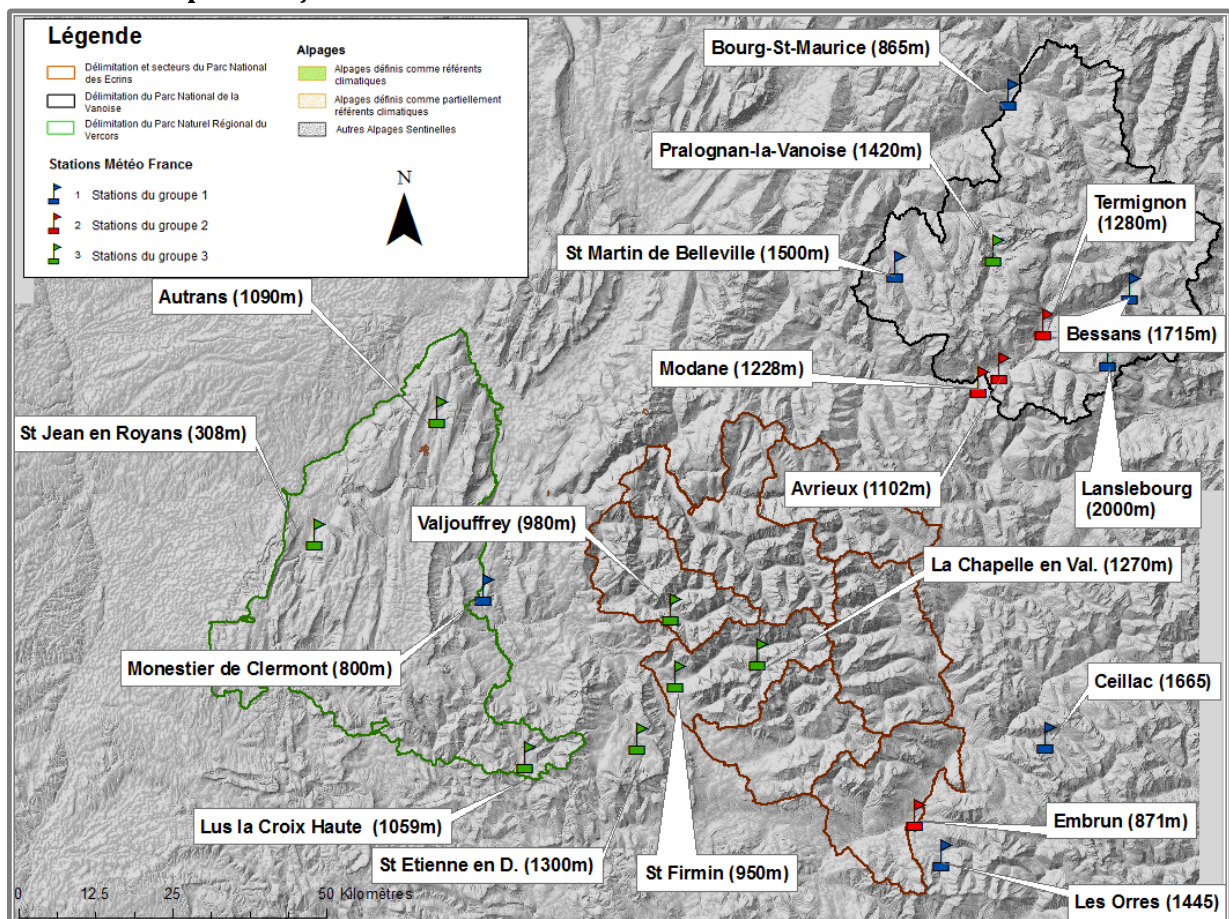 Légende
Délimitation et secteurs du Parc National
des Ecrins
Délimitation du Parc National de la
Vanoise
Délimitation du Parc Naturel Régional du
Vercors
Alpages
Alpages définis comme référents
climatiques
Alpages définis comme partiellement
référents climatiques
Autres Alpages Sentinelles
Stations Météo France
1 Stations du groupe 1
2 Stations du groupe 2
3 Stations du groupe 3
N
Bourg-St-Maurice (865m)
Pralognan-la-Vanoise (1420m)
Termignon
(1280m)
St Martin de Belleville (1500m)
Autrans (1090m)
Bessans (1715m)
Modane (1228m)
St Jean en Royans (308m)
Avrieux (1102m)
Lanslebourg
(2000m)
Valjouffrey (980m)
La Chapelle en Val. (1270m)
Monestier de Clermont (800m)
Ceillac (1665)
Lus la Croix Haute (1059m)
Embrun (871m)
St Etienne en D. (1300m)
St Firmin (950m)
Les Orres (1445)
0 12,5 25 50 Kilomètres